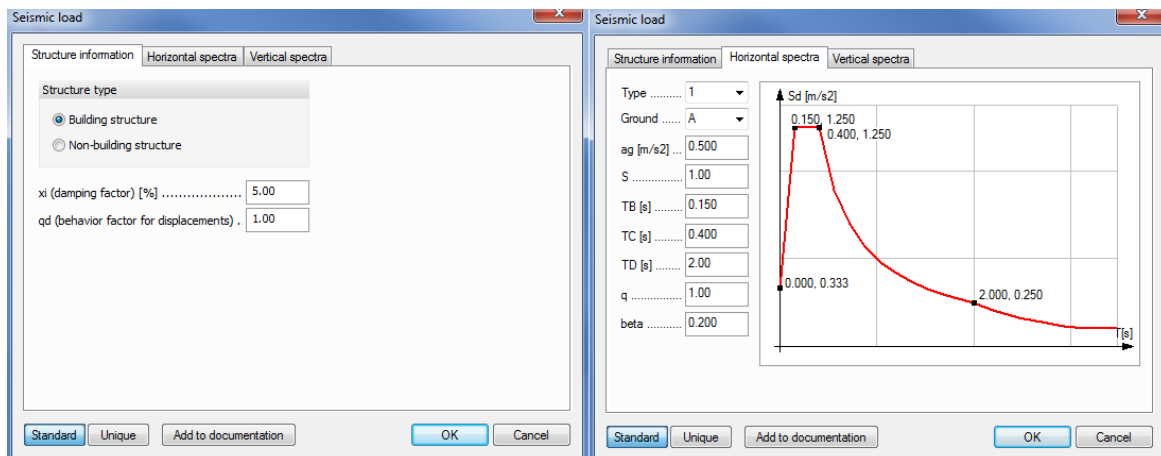 Seismic load
Structure information Horizontal spectra Vertical spectra
Structure type
Building structure
Non-building structure
xi (damping factor) [%] ................... 5.00
qd (behavior factor for displacements) . 1.00
Standard Unique Add to documentation OK Cancel
Seismic load
Structure information Horizontal spectra Vertical spectra
Type ......... 1
Ground ...... A
ag [m/s2] ... 0.500
S ............... 1.00
TB [s] ........ 0.150
TC [s] ........ 0.400
TD [s] ........ 2.00
q ............... 1.00
beta .......... 0.200
Sd [m/s2]
0.150, 1.250
0.400, 1.250
0.000, 0.333
2.000, 0.250
T[s]
Standard Unique Add to documentation OK Cancel